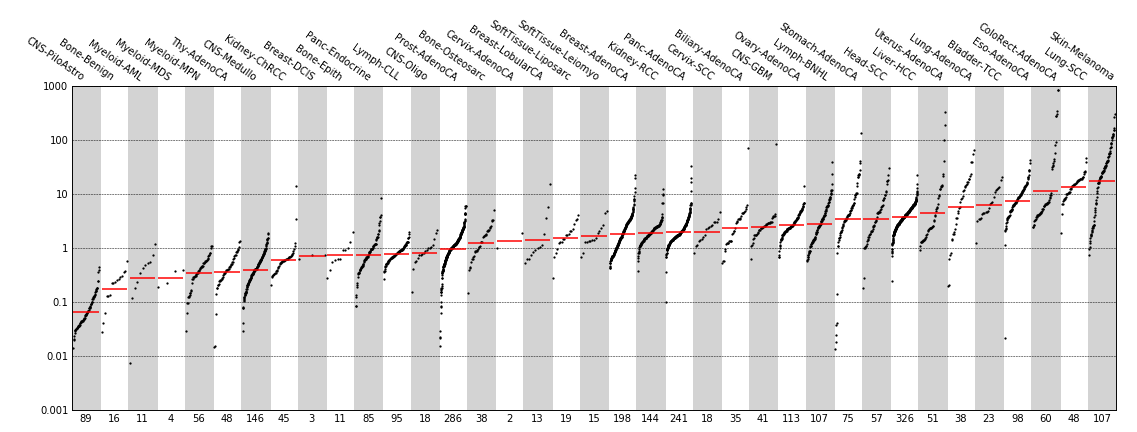 CNS-PiloAstro
Bone-Benign
Myeloid-AML
Myeloid-MDS
Myeloid-MPN
Thy-AdenoCA
CNS-Medullo
Kidney-ChRCC
Breast-DCIS
Bone-Epith
Panc-Endocrine
Lymph-CLL
CNS-Oligo
Prost-AdenoCA
Bone-Osteosarc
Cervix-AdenoCA
Breast-LobularCA
SoftTissue-Liposarc
SoftTissue-Leiomyo
Breast-AdenoCA
Kidney-RCC
Panc-AdenoCA
Cervix-SCC
Biliary-AdenoCA
CNS-GBM
Ovary-AdenoCA
Lymph-BNHL
Stomach-AdenoCA
Head-SCC
Liver-HCC
Uterus-AdenoCA
Lung-AdenoCA
Bladder-TCC
Eso-AdenoCA
ColoRect-AdenoCA
Lung-SCC
Skin-Melanoma
1000
100
10
1
0.1
0.01
0.001
89 16 11 4 56 48 146 45 3 11 85 95 18 286 38 2 13 19 15 198 144 241 18 35 41 113 107 75 57 326 51 38 23 98 60 48 107